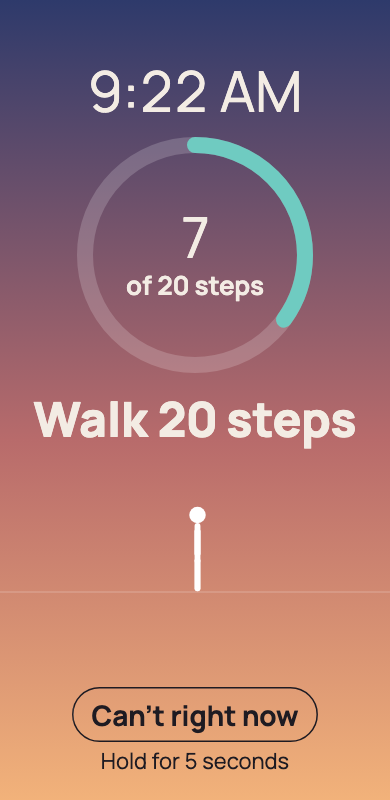 9:22 AM
7
of 20 steps
Walk 20 steps
Can’t right now
Hold for 5 seconds